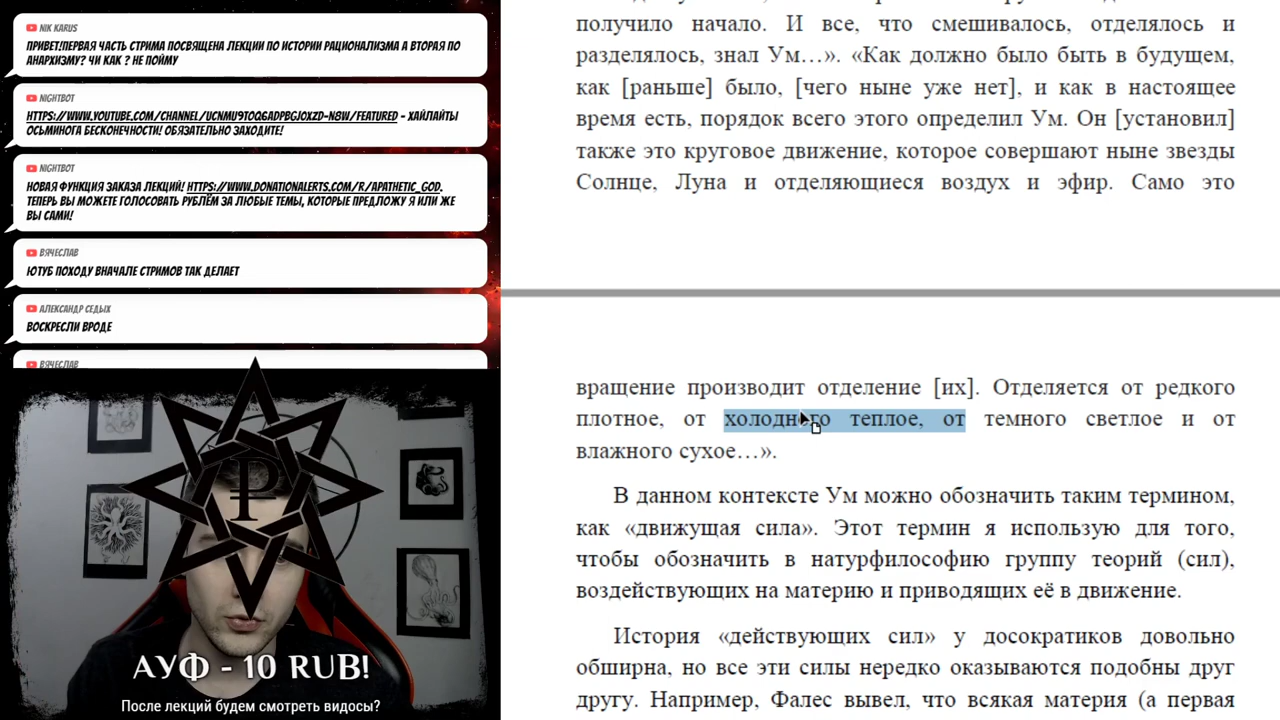 NIK KARUS
ПРИВЕТ!ПЕРВАЯ ЧАСТЬ СТРИМА ПОСВЯЩЕНА ЛЕКЦИИ ПО ИСТОРИИ РАЦИОНАЛИЗМА А ВТОРАЯ ПО
АНАРХИЗМУ? ЧИ КАК ? НЕ ПОЙМУ
NIGHTBOT
HTTPS://WWW.YOUTUBE.COM/CHANNEL/UCNMU9TOQ6ADPBGJOXZD-N8W/FEATURED - ХАЙЛАЙТЫ
ОСЬМИНОГА БЕСКОНЕЧНОСТИ! ОБЯЗАТЕЛЬНО ЗАХОДИТЕ!
NIGHTBOT
НОВАЯ ФУНКЦИЯ ЗАКАЗА ЛЕКЦИЙ! HTTPS://WWW.DONATIONALERTS.COM/R/APATHETIC_GOD.
ТЕПЕРЬ ВЫ МОЖЕТЕ ГОЛОСОВАТЬ РУБЛЁМ ЗА ЛЮБЫЕ ТЕМЫ, КОТОРЫЕ ПРЕДЛОЖУ Я ИЛИ ЖЕ
ВЫ САМИ!
ВЯЧЕСЛАВ
ЮТУБ ПОХОДУ ВНАЧАЛЕ СТРИМОВ ТАК ДЕЛАЕТ
АЛЕКСАНДР СЕДЫХ
ВОСКРЕСЛИ ВРОДЕ
ВЯЧЕСЛАВ
АУФ - 10 RUB!
После лекций будем смотреть видосы?
получило начало. И все, что смешивалось, отделялось и
разделялось, знал Ум…». «Как должно было быть в будущем,
как [раньше] было, [чего ныне уже нет], и как в настоящее
время есть, порядок всего этого определил Ум. Он [установил]
также это круговое движение, которое совершают ныне звезды
Солнце, Луна и отделяющиеся воздух и эфир. Само это
вращение производит отделение [их]. Отделяется от редкого
плотное, от холодного теплое, от темного светлое и от
влажного сухое…».
В данном контексте Ум можно обозначить таким термином,
как «движущая сила». Этот термин я использую для того,
чтобы обозначить в натурфилософию группу теорий (сил),
воздействующих на материю и приводящих её в движение.
История «действующих сил» у досократиков довольно
обширна, но все эти силы нередко оказываются подобны друг
другу. Например, Фалес вывел, что всякая материя (а первая